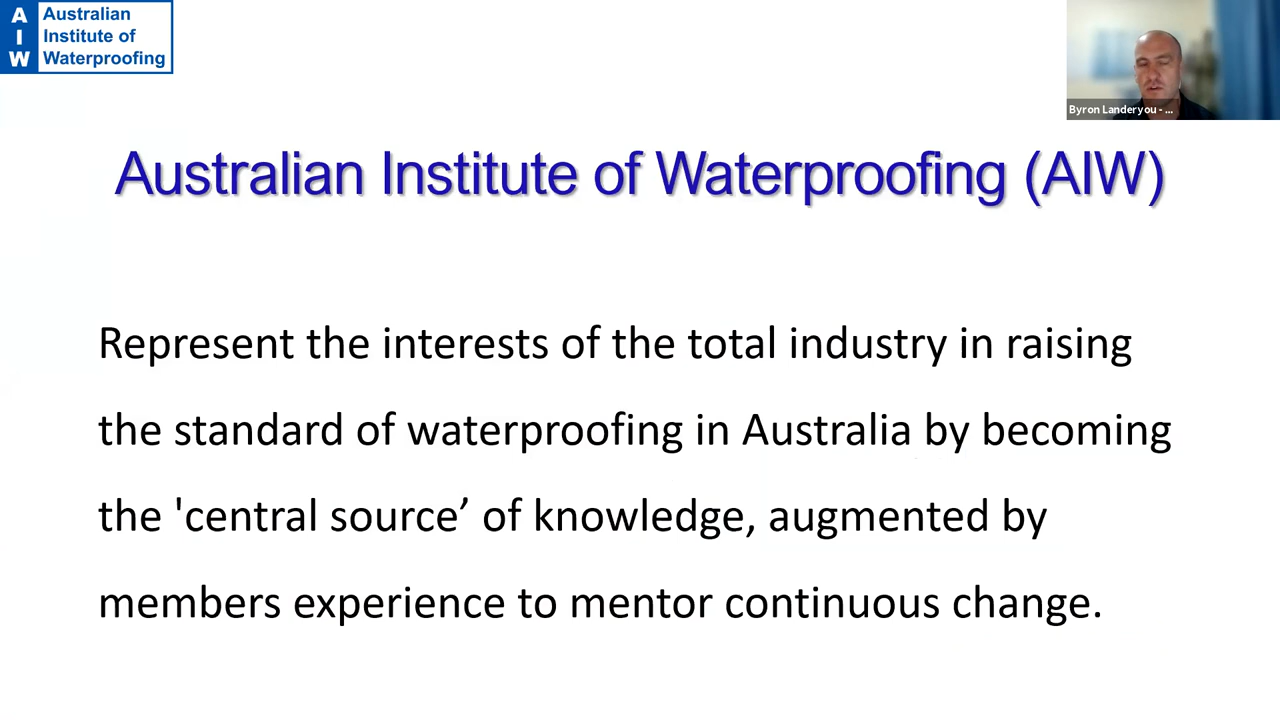 A Australian
I Institute of
W Waterproofing
Byron Landeryou - ...
Australian Institute of Waterproofing (AIW)
Represent the interests of the total industry in raising
the standard of waterproofing in Australia by becoming
the 'central source’ of knowledge, augmented by
members experience to mentor continuous change.